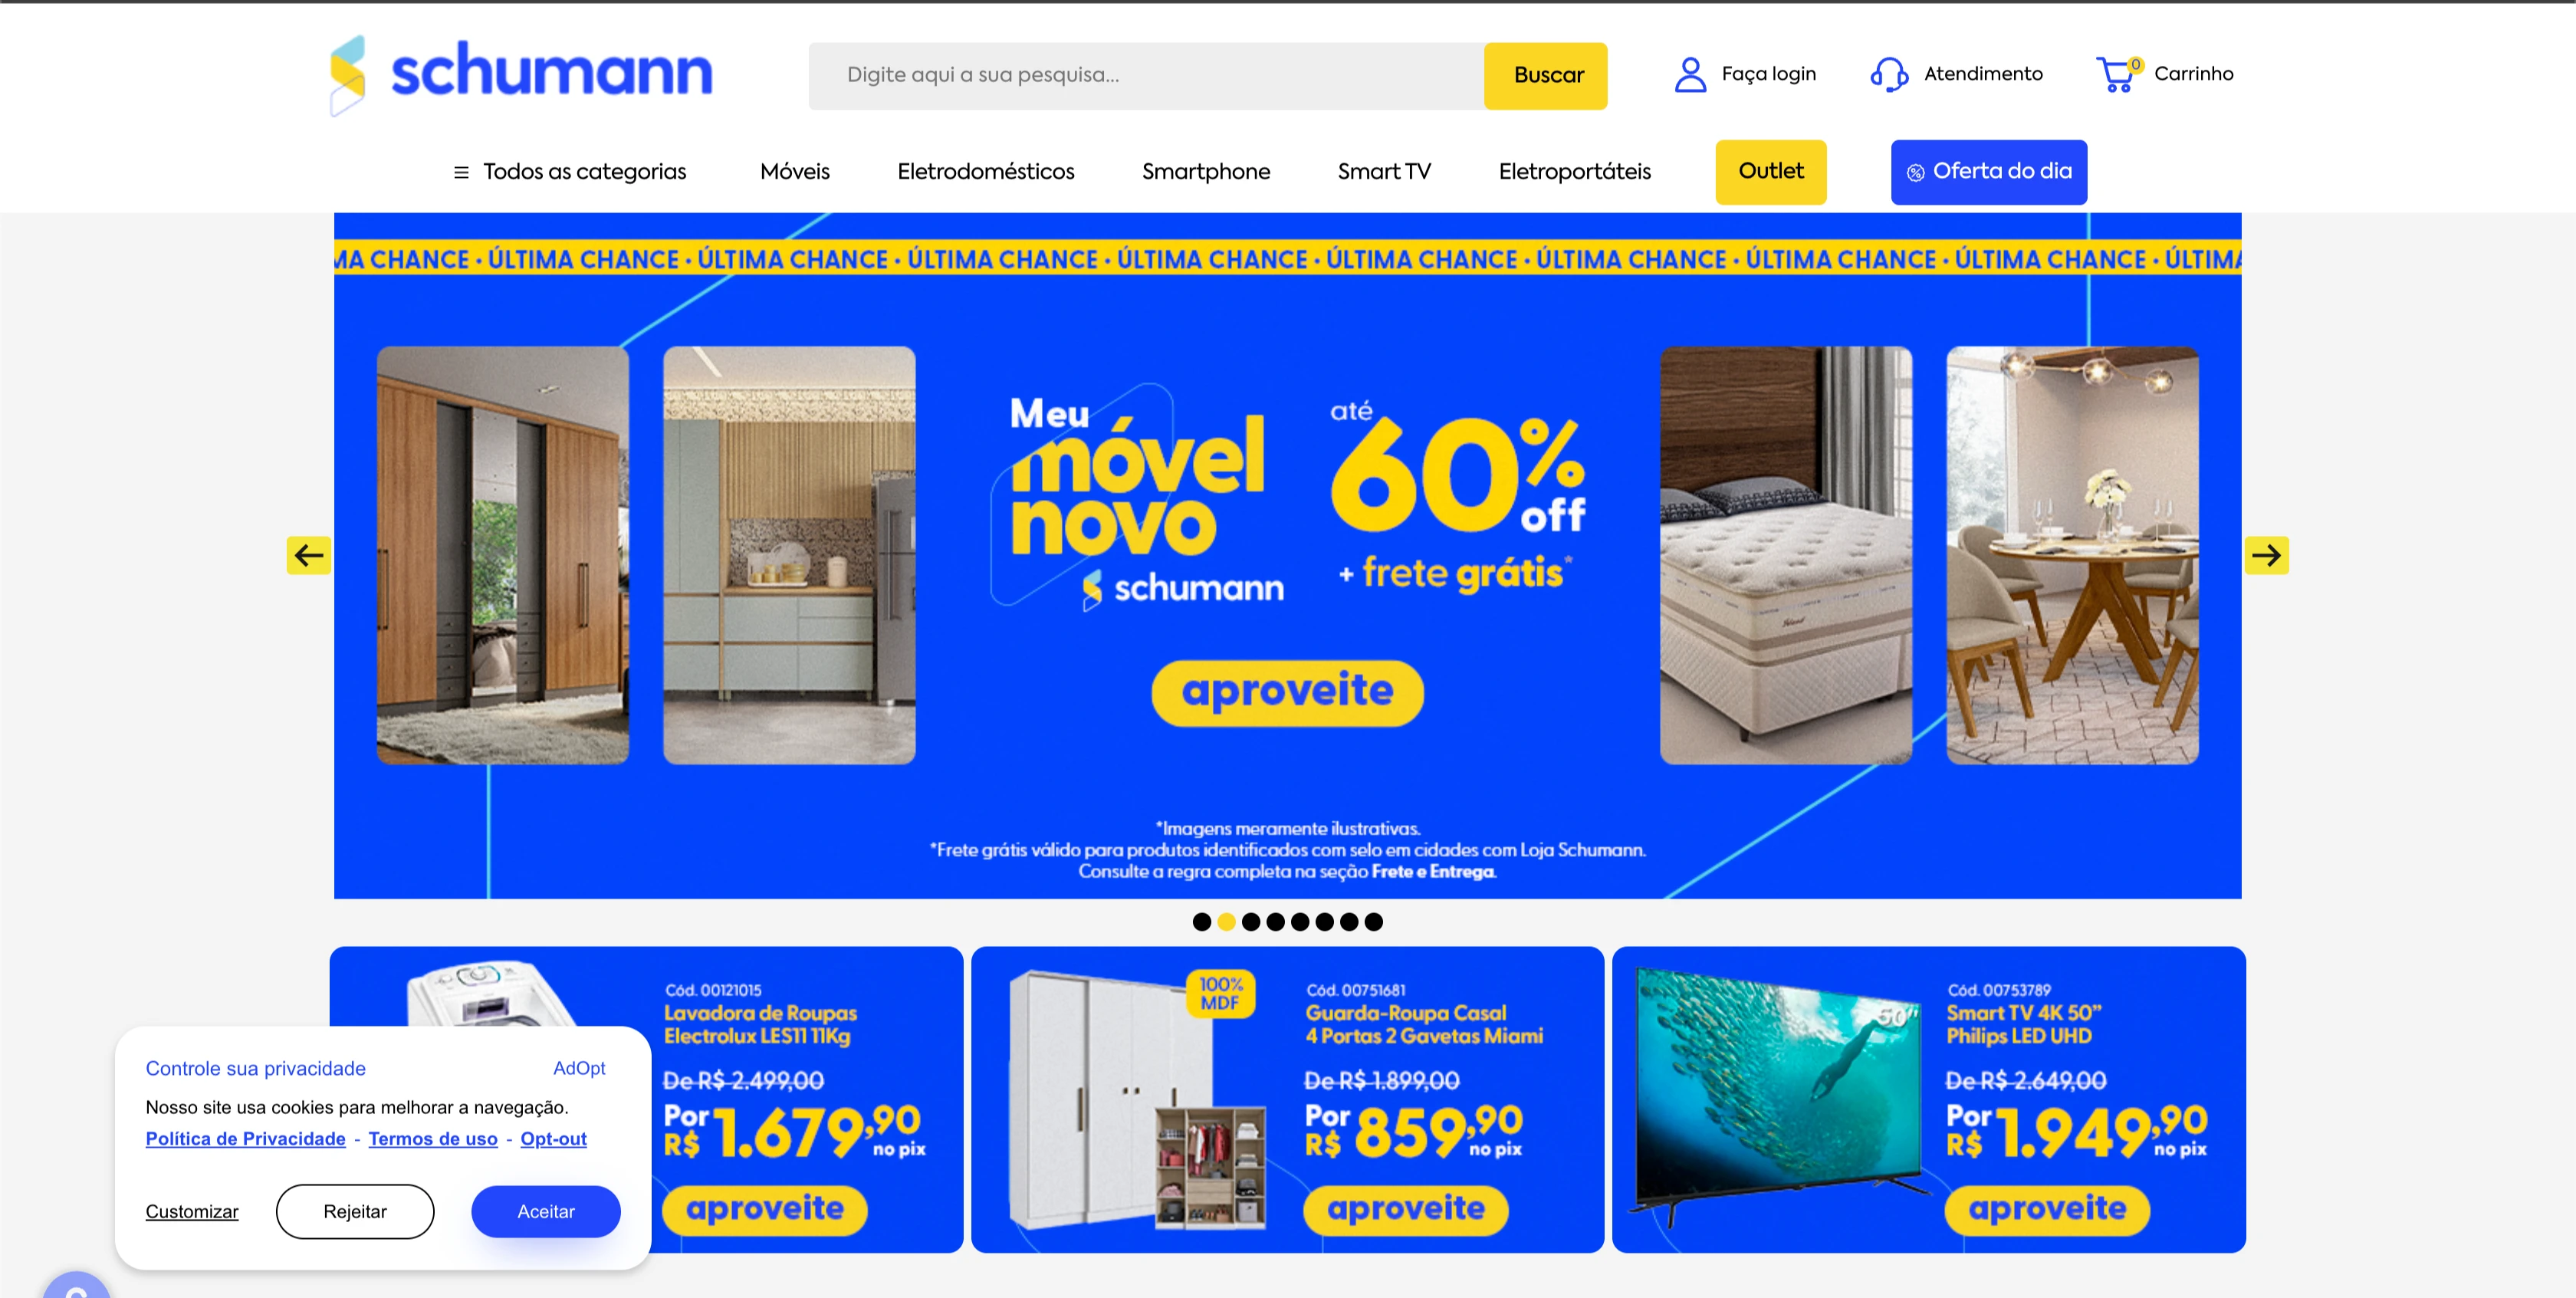 schumann
Digite aqui a sua pesquisa...
Buscar
Faça login
Atendimento
0
Carrinho
Todos as categorias
Móveis
Eletrodomésticos
Smartphone
Smart TV
Eletroportáteis
Outlet
Oferta do dia
MA CHANCE • ÚLTIMA CHANCE • ÚLTIMA CHANCE • ÚLTIMA CHANCE • ÚLTIMA CHANCE • ÚLTIMA CHANCE • ÚLTIMA CHANCE • ÚLTIMA CHANCE • ÚLTIMA
Meu
móvel
novo
schumann
até
60%
off
+ frete grátis*
aproveite
*Imagens meramente ilustrativas.
*Frete grátis válido para produtos identificados com selo em cidades com Loja Schumann.
Consulte a regra completa na seção Frete e Entrega.
Cód. 00121015
Lavadora de Roupas
Electrolux LES11 11Kg
De R$ 2.499,00
Por R$ 1.679,90
no pix
aproveite
100%
MDF
Cód. 00751681
Guarda-Roupa Casal
4 Portas 2 Gavetas Miami
De R$ 1.899,00
Por R$ 859,90
no pix
aproveite
50"
Cód. 00753789
Smart TV 4K 50”
Philips LED UHD
De R$ 2.649,00
Por R$ 1.949,90
no pix
aproveite
Controle sua privacidade
AdOpt
Nosso site usa cookies para melhorar a navegação.
Política de Privacidade - Termos de uso - Opt-out
Customizar
Rejeitar
Aceitar